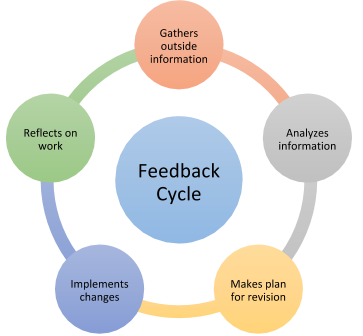 Gathers
outside
information
Analyzes
information
Makes plan
for revision
Implements
changes
Reflects on
work
Feedback
Cycle